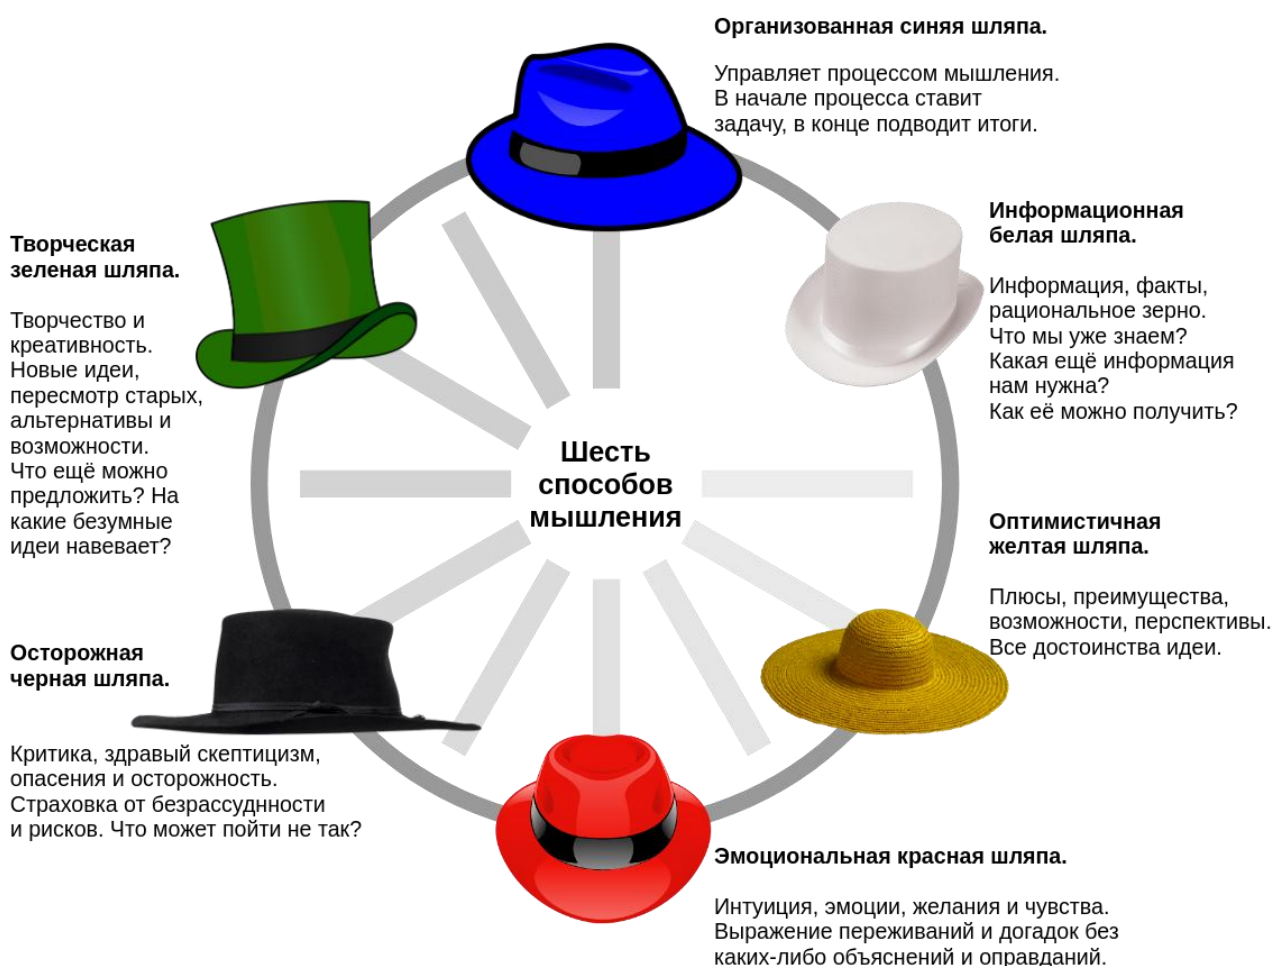 Организованная синяя шляпа.
Управляет процессом мышления.
В начале процесса ставит
задачу, в конце подводит итоги.
Информационная
белая шляпа.
Информация, факты,
рациональное зерно.
Что мы уже знаем?
Какая ещё информация
нам нужна?
Как её можно получить?
Оптимистичная
желтая шляпа.
Плюсы, преимущества,
возможности, перспективы.
Все достоинства идеи.
Эмоциональная красная шляпа.
Интуиция, эмоции, желания и чувства.
Выражение переживаний и догадок без
каких-либо объяснений и оправданий.
Осторожная
черная шляпа.
Критика, здравый скептицизм,
опасения и осторожность.
Страховка от безрассуднности
и рисков. Что может пойти не так?
Творческая
зеленая шляпа.
Творчество и
креативность.
Новые идеи,
пересмотр старых,
альтернативы и
возможности.
Что ещё можно
предложить? На
какие безумные
идеи навевает?
Шесть
способов
мышления